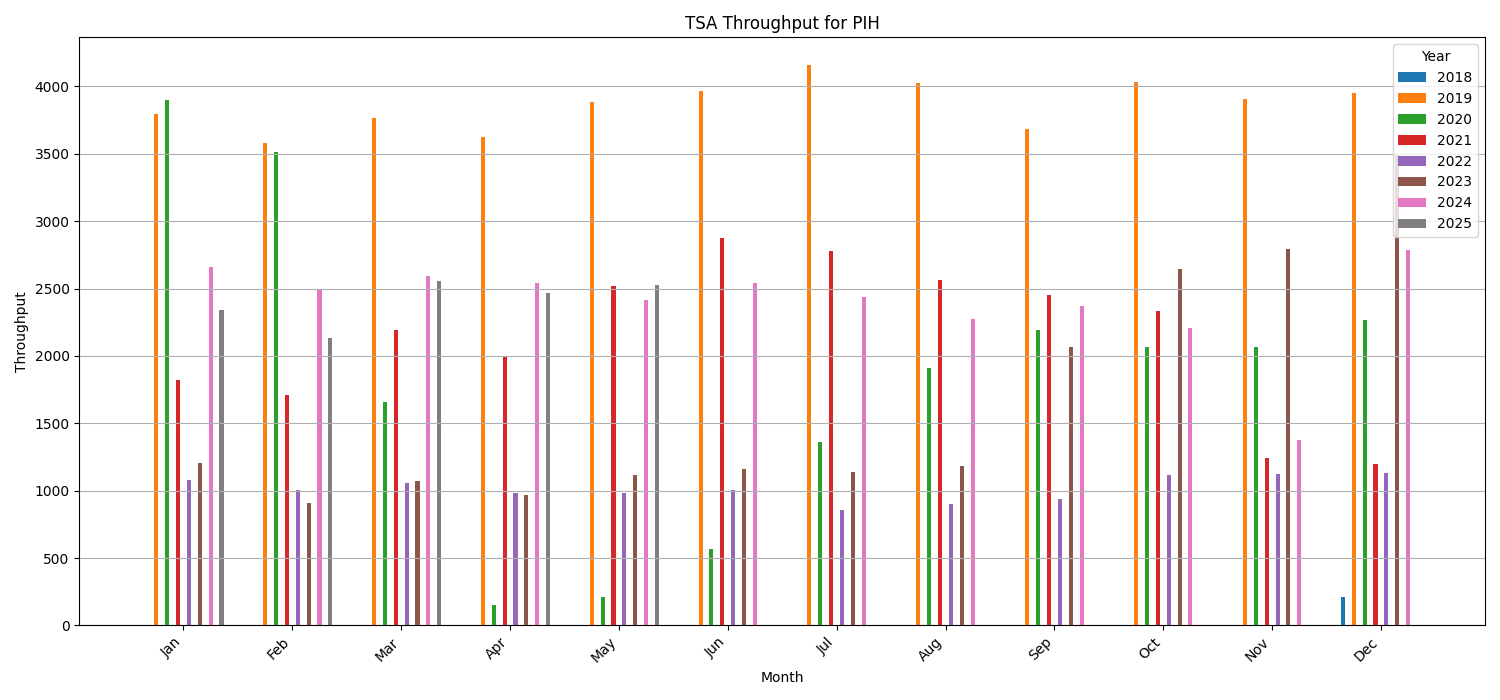 TSA Throughput for PIH
Year
2018
2019
2020
2021
2022
2023
2024
2025
Throughput
4000
3500
3000
2500
2000
1500
1000
500
0
Jan
Feb
Mar
Apr
May
Jun
Jul
Aug
Sep
Oct
Nov
Dec
Month